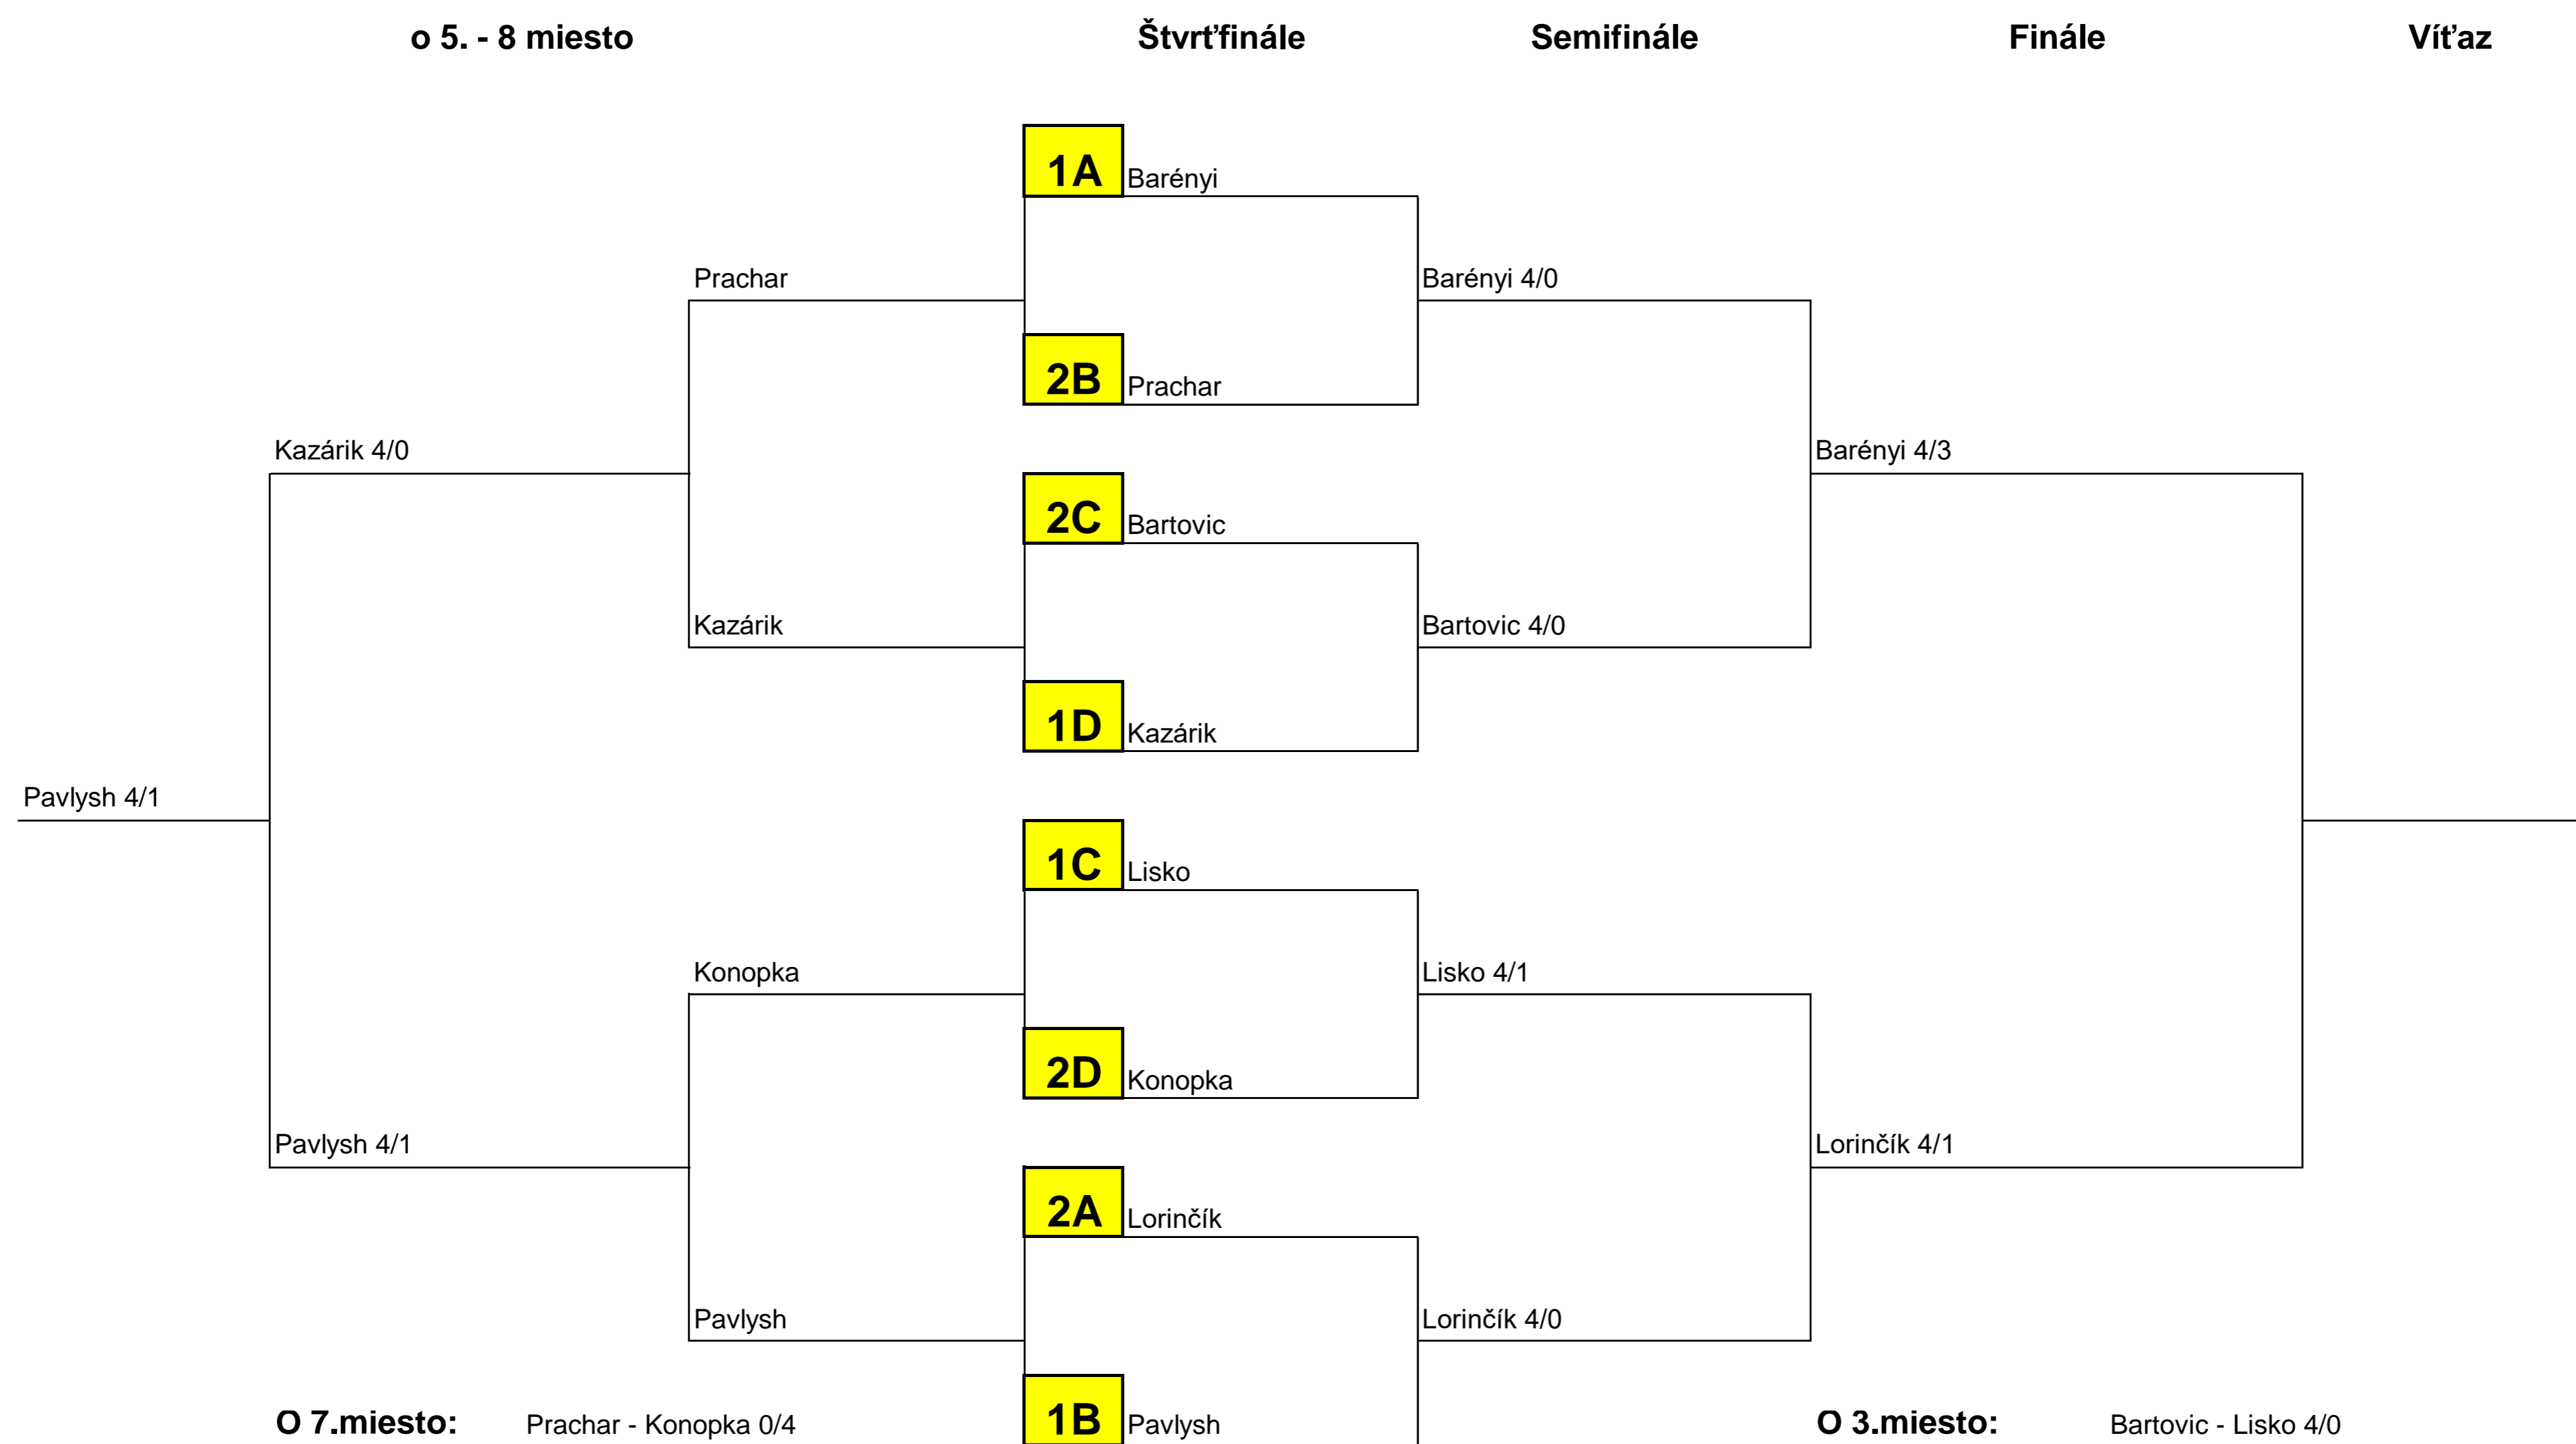 o 5. - 8 miesto Štvrťfinále Semifinále Finále Víťaz
1A Barényi
Prachar Barényi 4/0
2B Prachar
Kazárik 4/0 Barényi 4/3
2C Bartovic
Kazárik Bartovic 4/0
1D Kazárik
Pavlysh 4/1
1C Lisko
Konopka Lisko 4/1
2D Konopka
Pavlysh 4/1 Lorinčík 4/1
2A Lorinčík
Pavlysh Lorinčík 4/0
O 7.miesto: Prachar - Konopka 0/4 1B Pavlysh O 3.miesto: Bartovic - Lisko 4/0